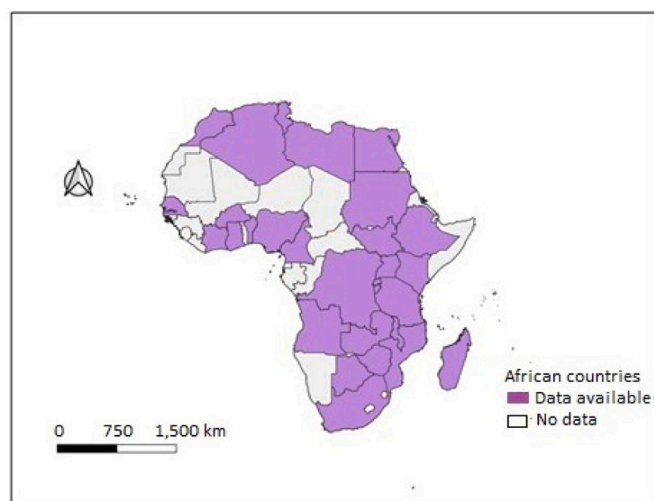 African countries
Data available
No data
0 750 1,500 km